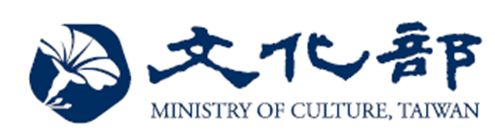 文化部
MINISTRY OF CULTURE, TAIWAN